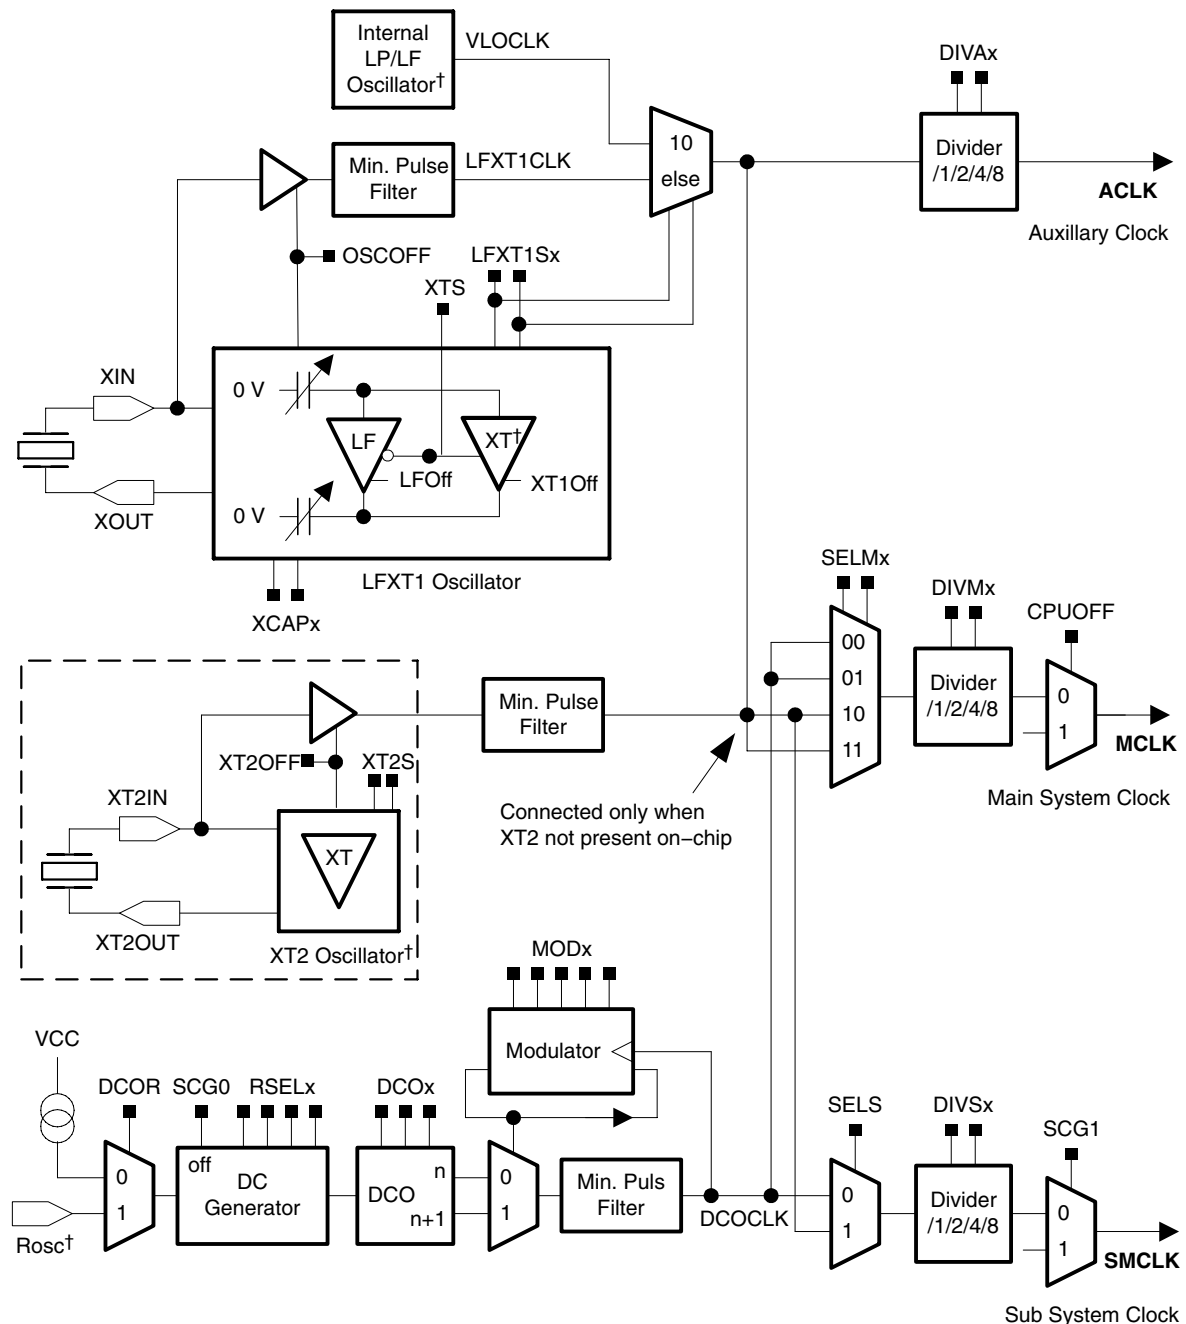 Internal
LP/LF
Oscillator†
VLOCLK
DIVAx
10
else
Divider
/1/2/4/8
ACLK
Auxillary Clock
Min. Pulse
Filter
LFXT1CLK
OSCOFF
LFXT1Sx
XTS
XIN
XOUT
0 V
LF
XT†
LFOff
XT1Off
0 V
LFXT1 Oscillator
XCAPx
SELMx
00
01
10
11
DIVMx
Divider
/1/2/4/8
CPUOFF
0
1
MCLK
Main System Clock
Min. Pulse
Filter
XT2OFF
XT2S
XT2IN
XT
XT2OUT
XT2 Oscillator†
Connected only when
XT2 not present on−chip
MODx
Modulator
VCC
DCOR
0
1
Rosc†
SCG0
RSELx
off
DC
Generator
DCOx
n
DCO
n+1
0
1
Min. Puls
Filter
DCOCLK
SELS
0
1
DIVSx
Divider
/1/2/4/8
SCG1
0
1
SMCLK
Sub System Clock